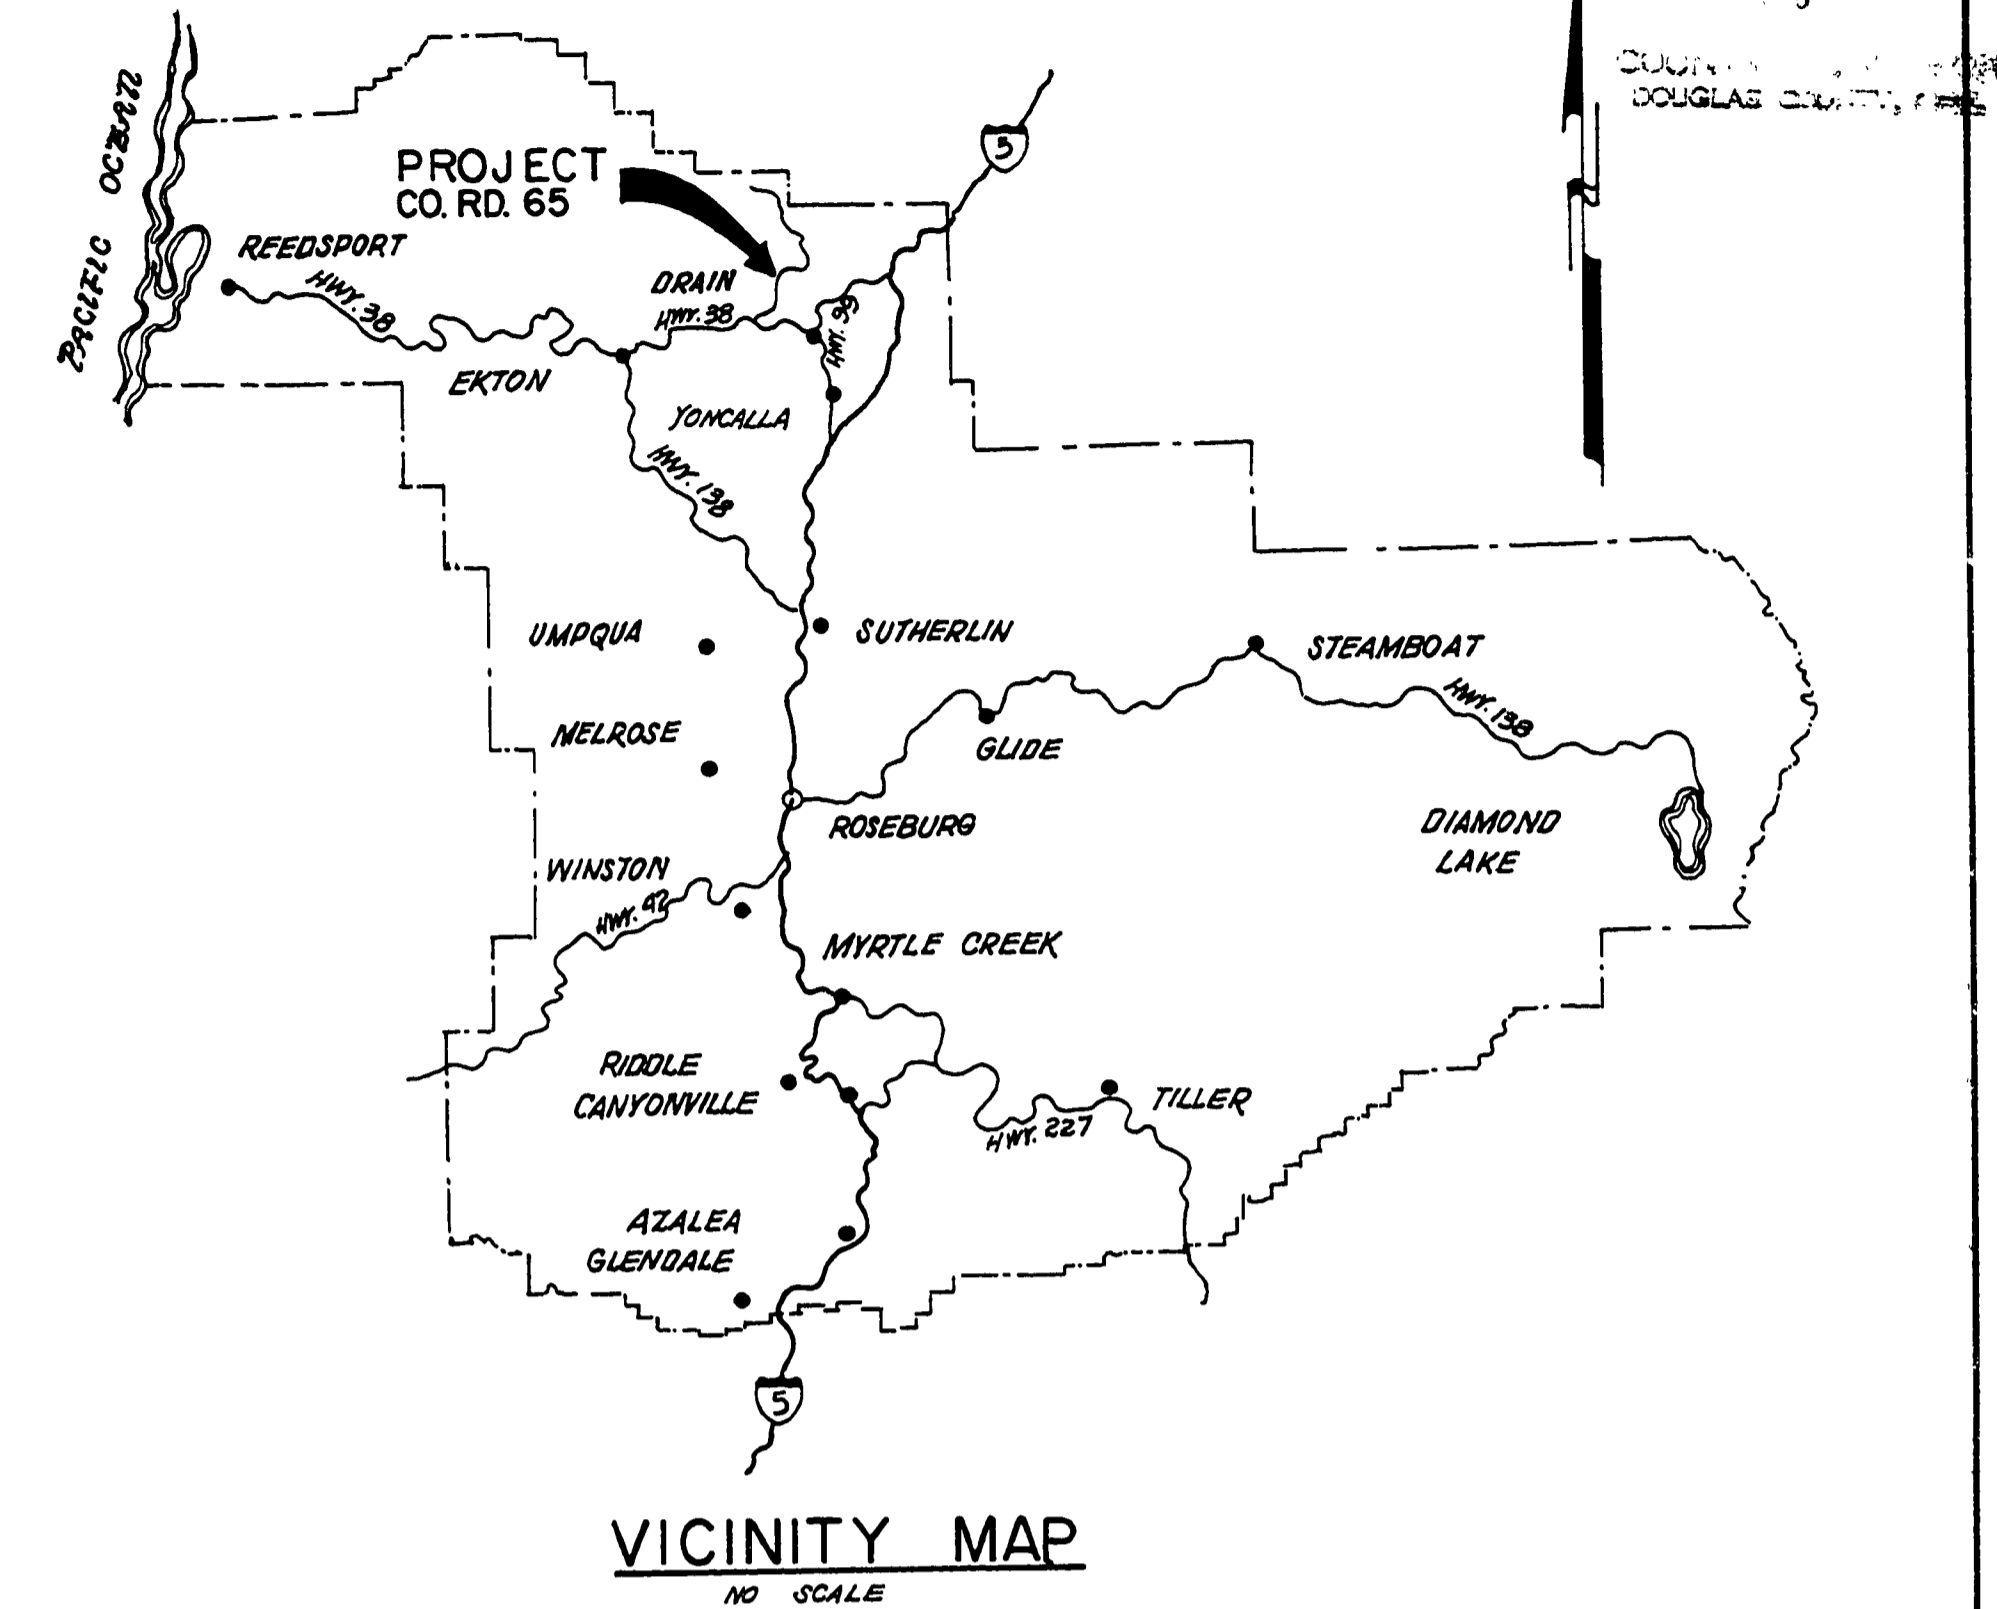 DOUGLAS COUNTY,
5
PROJECT
CO. RD. 65
PACIFIC OCEAN
REEDSPORT
HWY. 38
DRAIN
HWY. 38
HWY. 99
EKTON
YONCALLA
HWY. 138
UMPQUA
SUTHERLIN
STEAMBOAT
HWY. 138
MELROSE
GLIDE
ROSEBURG
DIAMOND
LAKE
WINSTON
HWY. 42
MYRTLE CREEK
RIDDLE
CANYONVILLE
TILLER
HWY. 227
AZALEA
GLENDALE
5
VICINITY MAP
NO SCALE